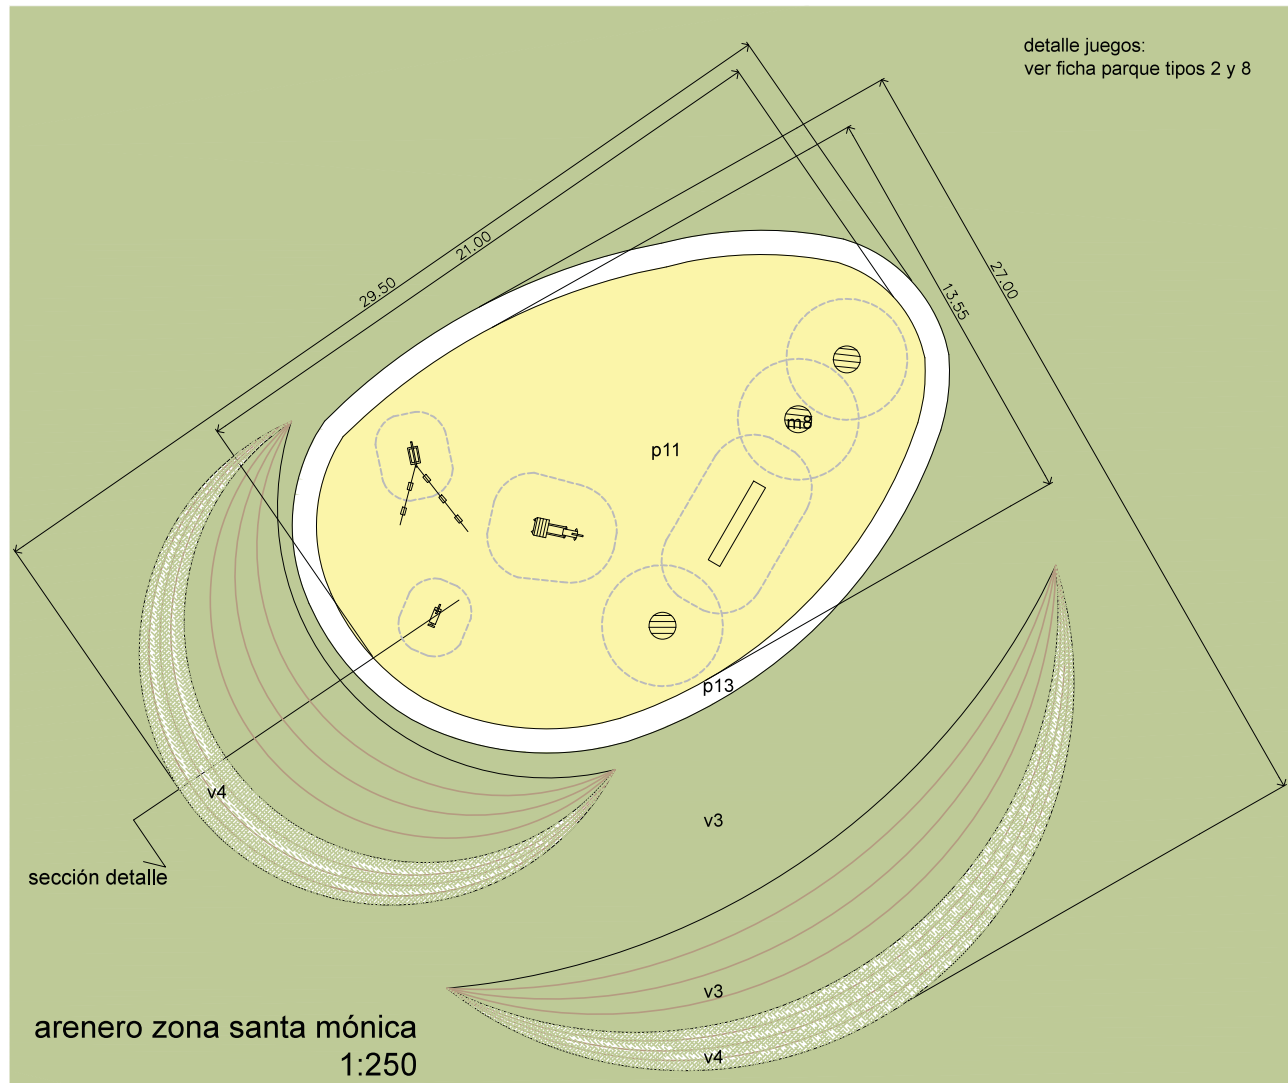 detalle juegos:
ver ficha parque tipos 2 y 8
29.50
21.00
27.00
13.55
m8
p11
p13
v4
v3
sección detalle
v3
arenero zona santa mónica
v4
1:250